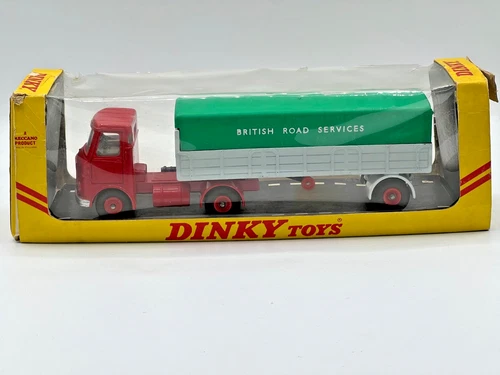 DINKY
DINKY
A
MECCANO
PRODUCT
BRITISH ROAD SERVICES
DINKY TOYS